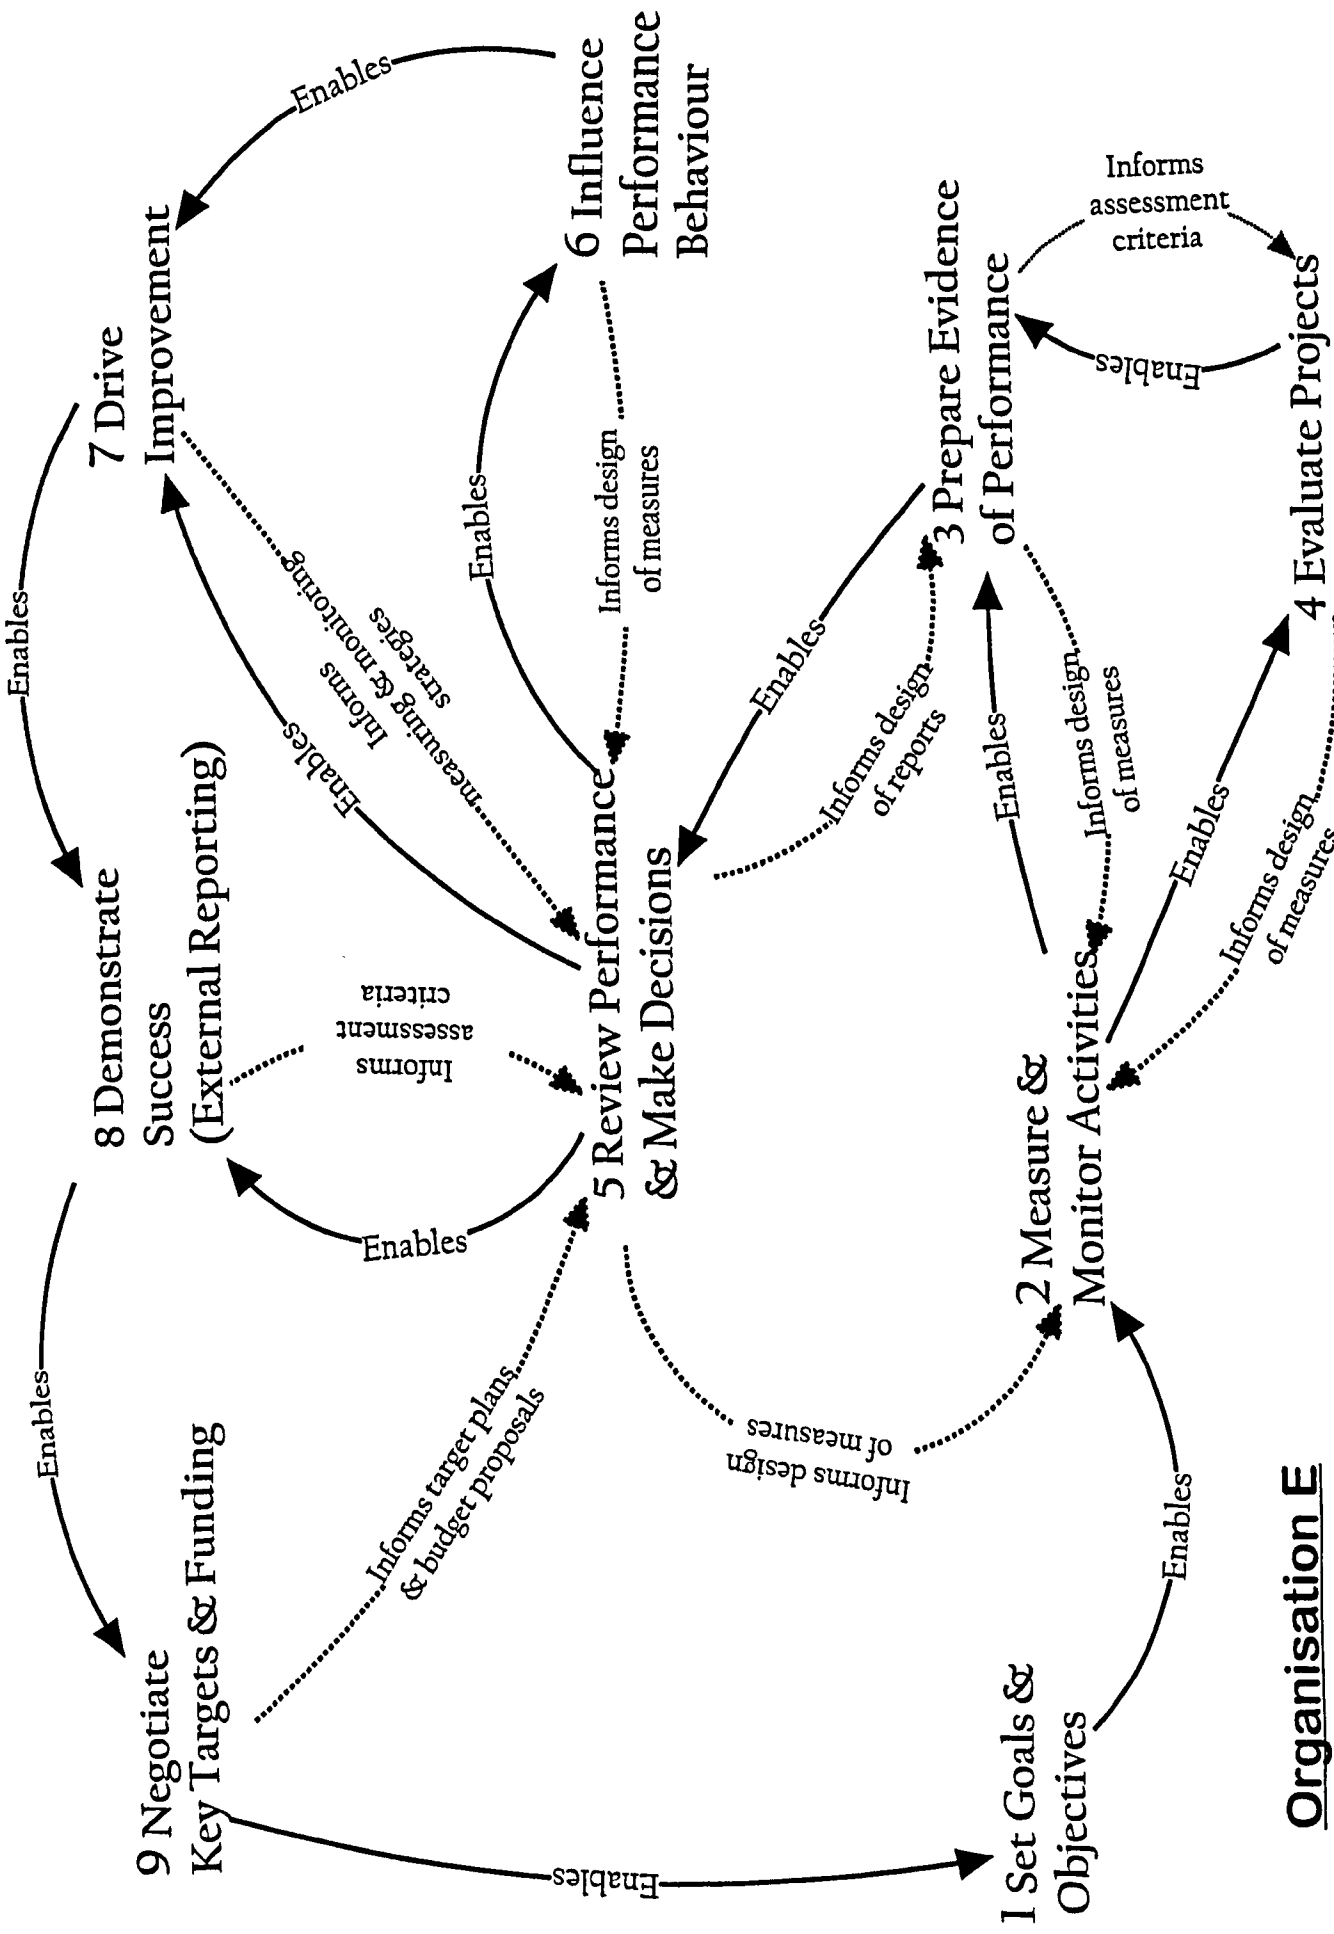 9 Negotiate
Key Targets & Funding
Enables
8 Demonstrate
Success
(External Reporting)
Enables
7 Drive
Improvement
Enables
6 Influence
Performance
Behaviour
Enables
Informs
measuring & monitoring
strategies
Enables
Informs design
of measures
Informs
assessment
criteria
Enables
Informs target plans
& budget proposals
5 Review Performance
& Make Decisions
Enables
Informs design
of reports
3 Prepare Evidence
of Performance
Informs
assessment
criteria
Enables
4 Evaluate Projects
Informs design
of measures
Enables
Informs design
of measures
Enables
Informs design
of measures
2 Measure &
Monitor Activities
Enables
1 Set Goals &
Objectives
Enables
Organisation E